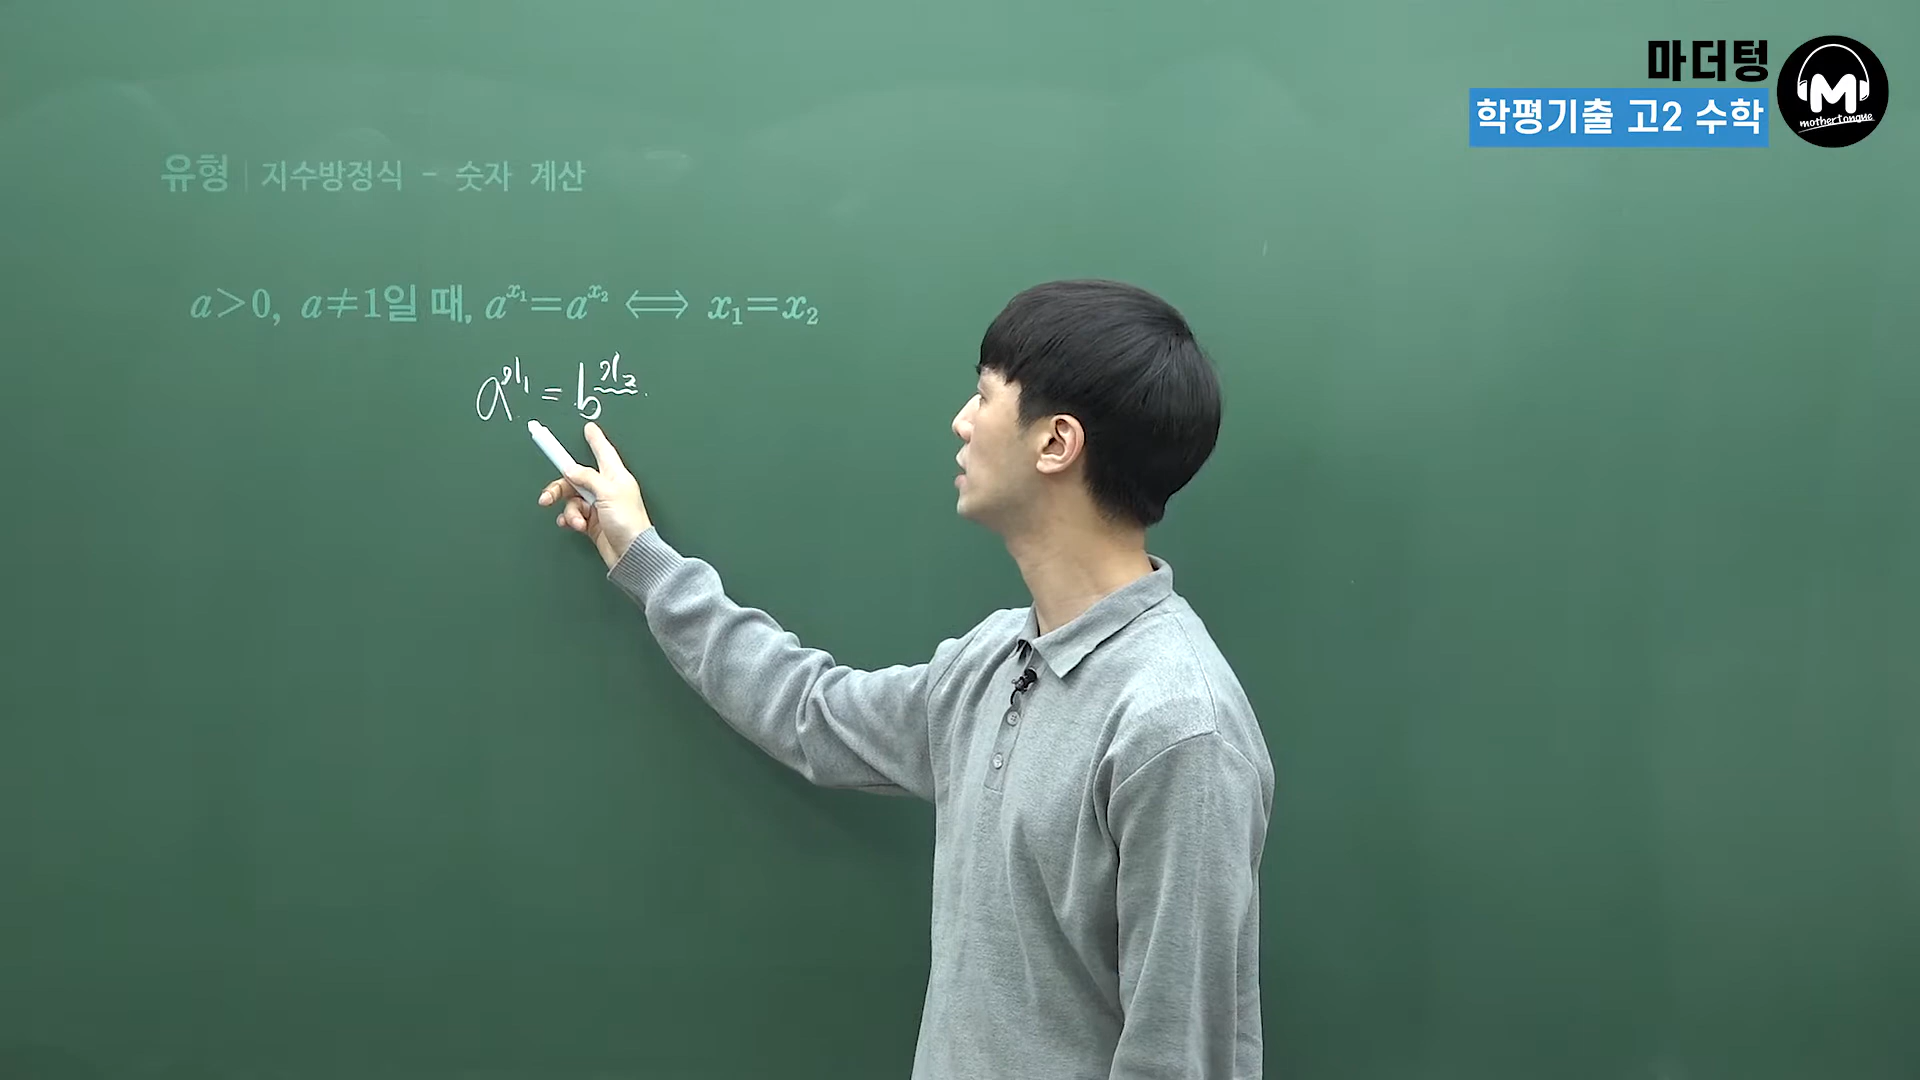 마더텅
학평기출 고2 수학
M
mothertongue
유형 | 지수방정식 - 숫자 계산
a>0, a≠1일 때, a^{x₁}=a^{x₂} ⟺ x₁=x₂
a^{x₁} = b^{x₂}